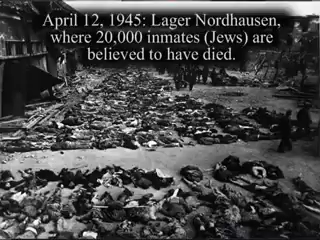 April 12, 1945: Lager Nordhausen,
where 20,000 inmates (Jews) are
believed to have died.